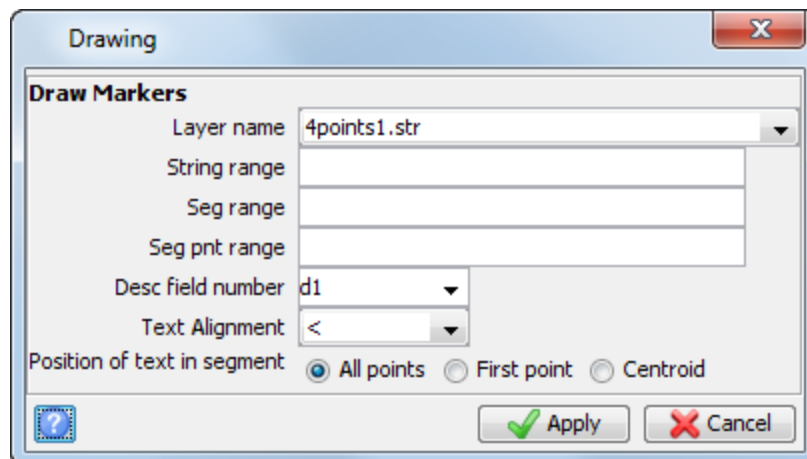 Drawing
Draw Markers
Layer name 4points1.str
String range
Seg range
Seg pnt range
Desc field number d1
Text Alignment <
Position of text in segment All points First point Centroid
? Apply Cancel